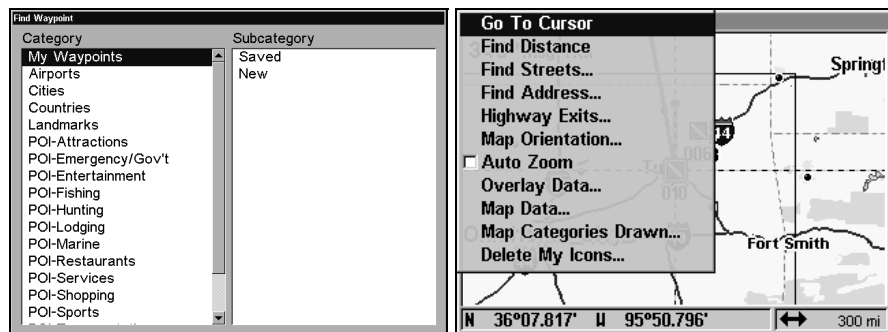 Find Waypoint
Category
Subcategory
My Waypoints
Airports
Cities
Countries
Landmarks
POI-Attractions
POI-Emergency/Gov't
POI-Entertainment
POI-Fishing
POI-Hunting
POI-Lodging
POI-Marine
POI-Restaurants
POI-Services
POI-Shopping
POI-Sports
Saved
New
Go To Cursor
Find Distance
Find Streets...
Find Address...
Highway Exits...
Map Orientation...
Auto Zoom
Overlay Data...
Map Data...
Map Categories Drawn...
Delete My Icons...
Springf
44
006
010
Fort Smith
N 36°07.817' W 95°50.796'
300 mi